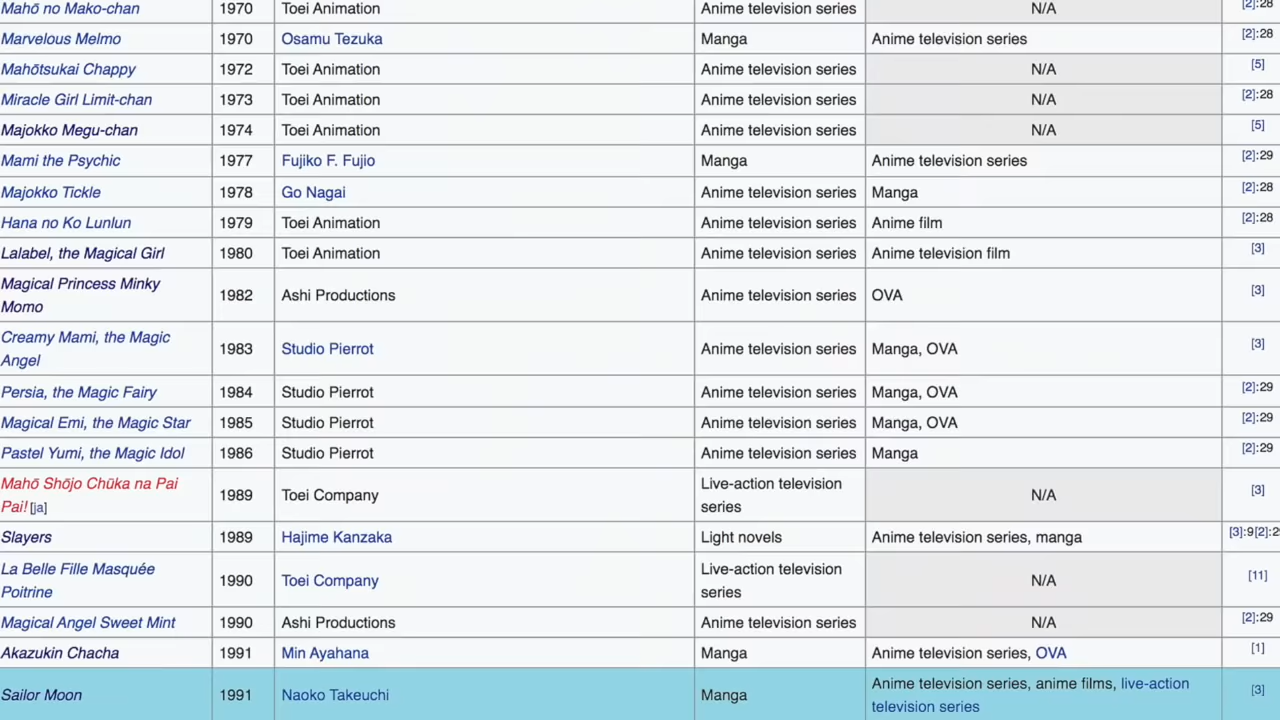 Mahō no Mako-chan 1970 Toei Animation Anime television series N/A [2]:28
Marvelous Melmo 1970 Osamu Tezuka Manga Anime television series [2]:28
Mahōtsukai Chappy 1972 Toei Animation Anime television series N/A [5]
Miracle Girl Limit-chan 1973 Toei Animation Anime television series N/A [2]:28
Majokko Megu-chan 1974 Toei Animation Anime television series N/A [5]
Mami the Psychic 1977 Fujiko F. Fujio Manga Anime television series [2]:29
Majokko Tickle 1978 Go Nagai Anime television series Manga [2]:28
Hana no Ko Lunlun 1979 Toei Animation Anime television series Anime film [2]:28
Lalabel, the Magical Girl 1980 Toei Animation Anime television series Anime television film [3]
Magical Princess Minky
Momo 1982 Ashi Productions Anime television series OVA [3]
Creamy Mami, the Magic
Angel 1983 Studio Pierrot Anime television series Manga, OVA [3]
Persia, the Magic Fairy 1984 Studio Pierrot Anime television series Manga, OVA [2]:29
Magical Emi, the Magic Star 1985 Studio Pierrot Anime television series Manga, OVA [2]:29
Pastel Yumi, the Magic Idol 1986 Studio Pierrot Anime television series Manga [2]:29
Mahō Shōjo Chūka na Pai
Pai! [ja] 1989 Toei Company Live-action television
series N/A [3]
Slayers 1989 Hajime Kanzaka Light novels Anime television series, manga [3]:9[2]:2
La Belle Fille Masquée
Poitrine 1990 Toei Company Live-action television
series N/A [11]
Magical Angel Sweet Mint 1990 Ashi Productions Anime television series N/A [2]:29
Akazukin Chacha 1991 Min Ayahana Manga Anime television series, OVA [1]
Sailor Moon 1991 Naoko Takeuchi Manga Anime television series, anime films, live-action
television series [3]